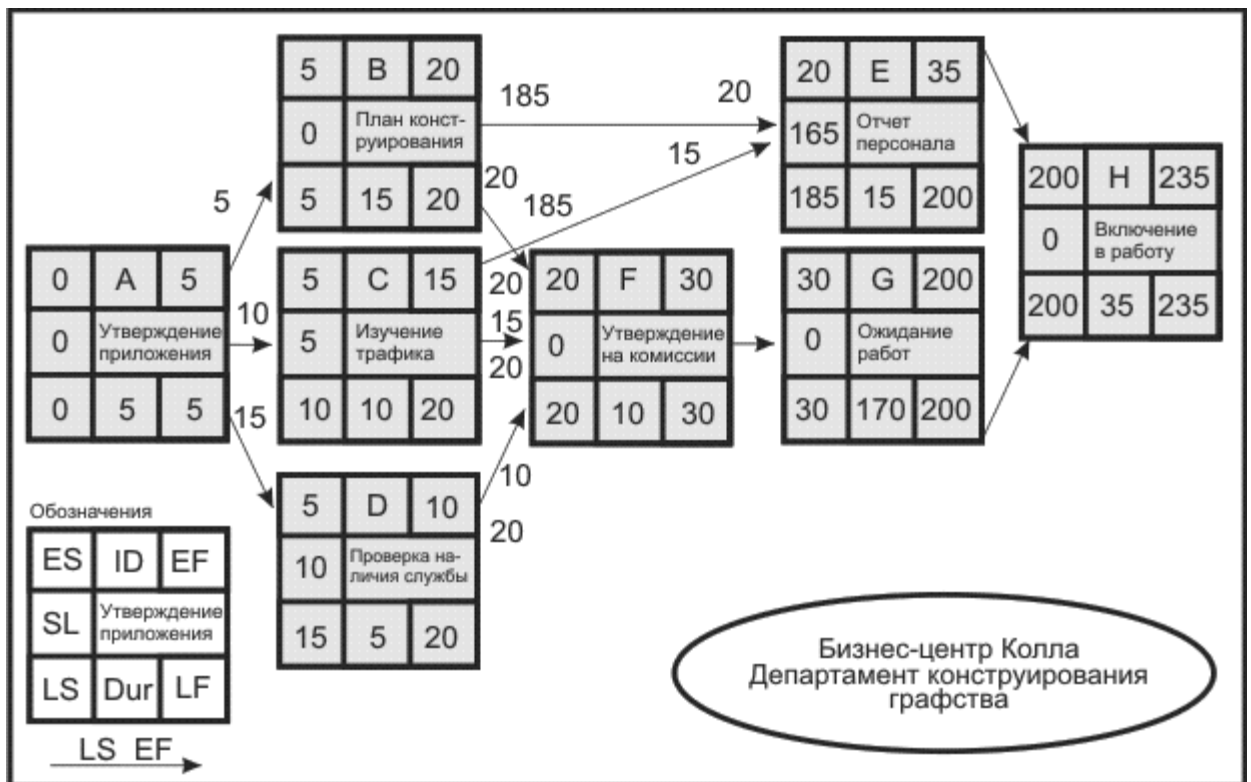 5 B 20
185
20
0 План конст-
руирования
5 15 20
20 E 35
165 Отчет
персонала
185 15 200
15
20
185
5
200 H 235
0 Включение
в работу
200 35 235
0 A 5
0 Утверждение
приложения
0 5 5
10
15
5 C 15
5 Изучение
трафика
10 10 20
20
15
20
20 F 30
0 Утверждение
на комиссии
20 10 30
30 G 200
0 Ожидание
работ
30 170 200
5 D 10
10 Проверка на-
личия службы
15 5 20
10
20
Обозначения
ES ID EF
SL Утверждение
приложения
LS Dur LF
LS EF
Бизнес-центр Колла
Департамент конструирования
графства